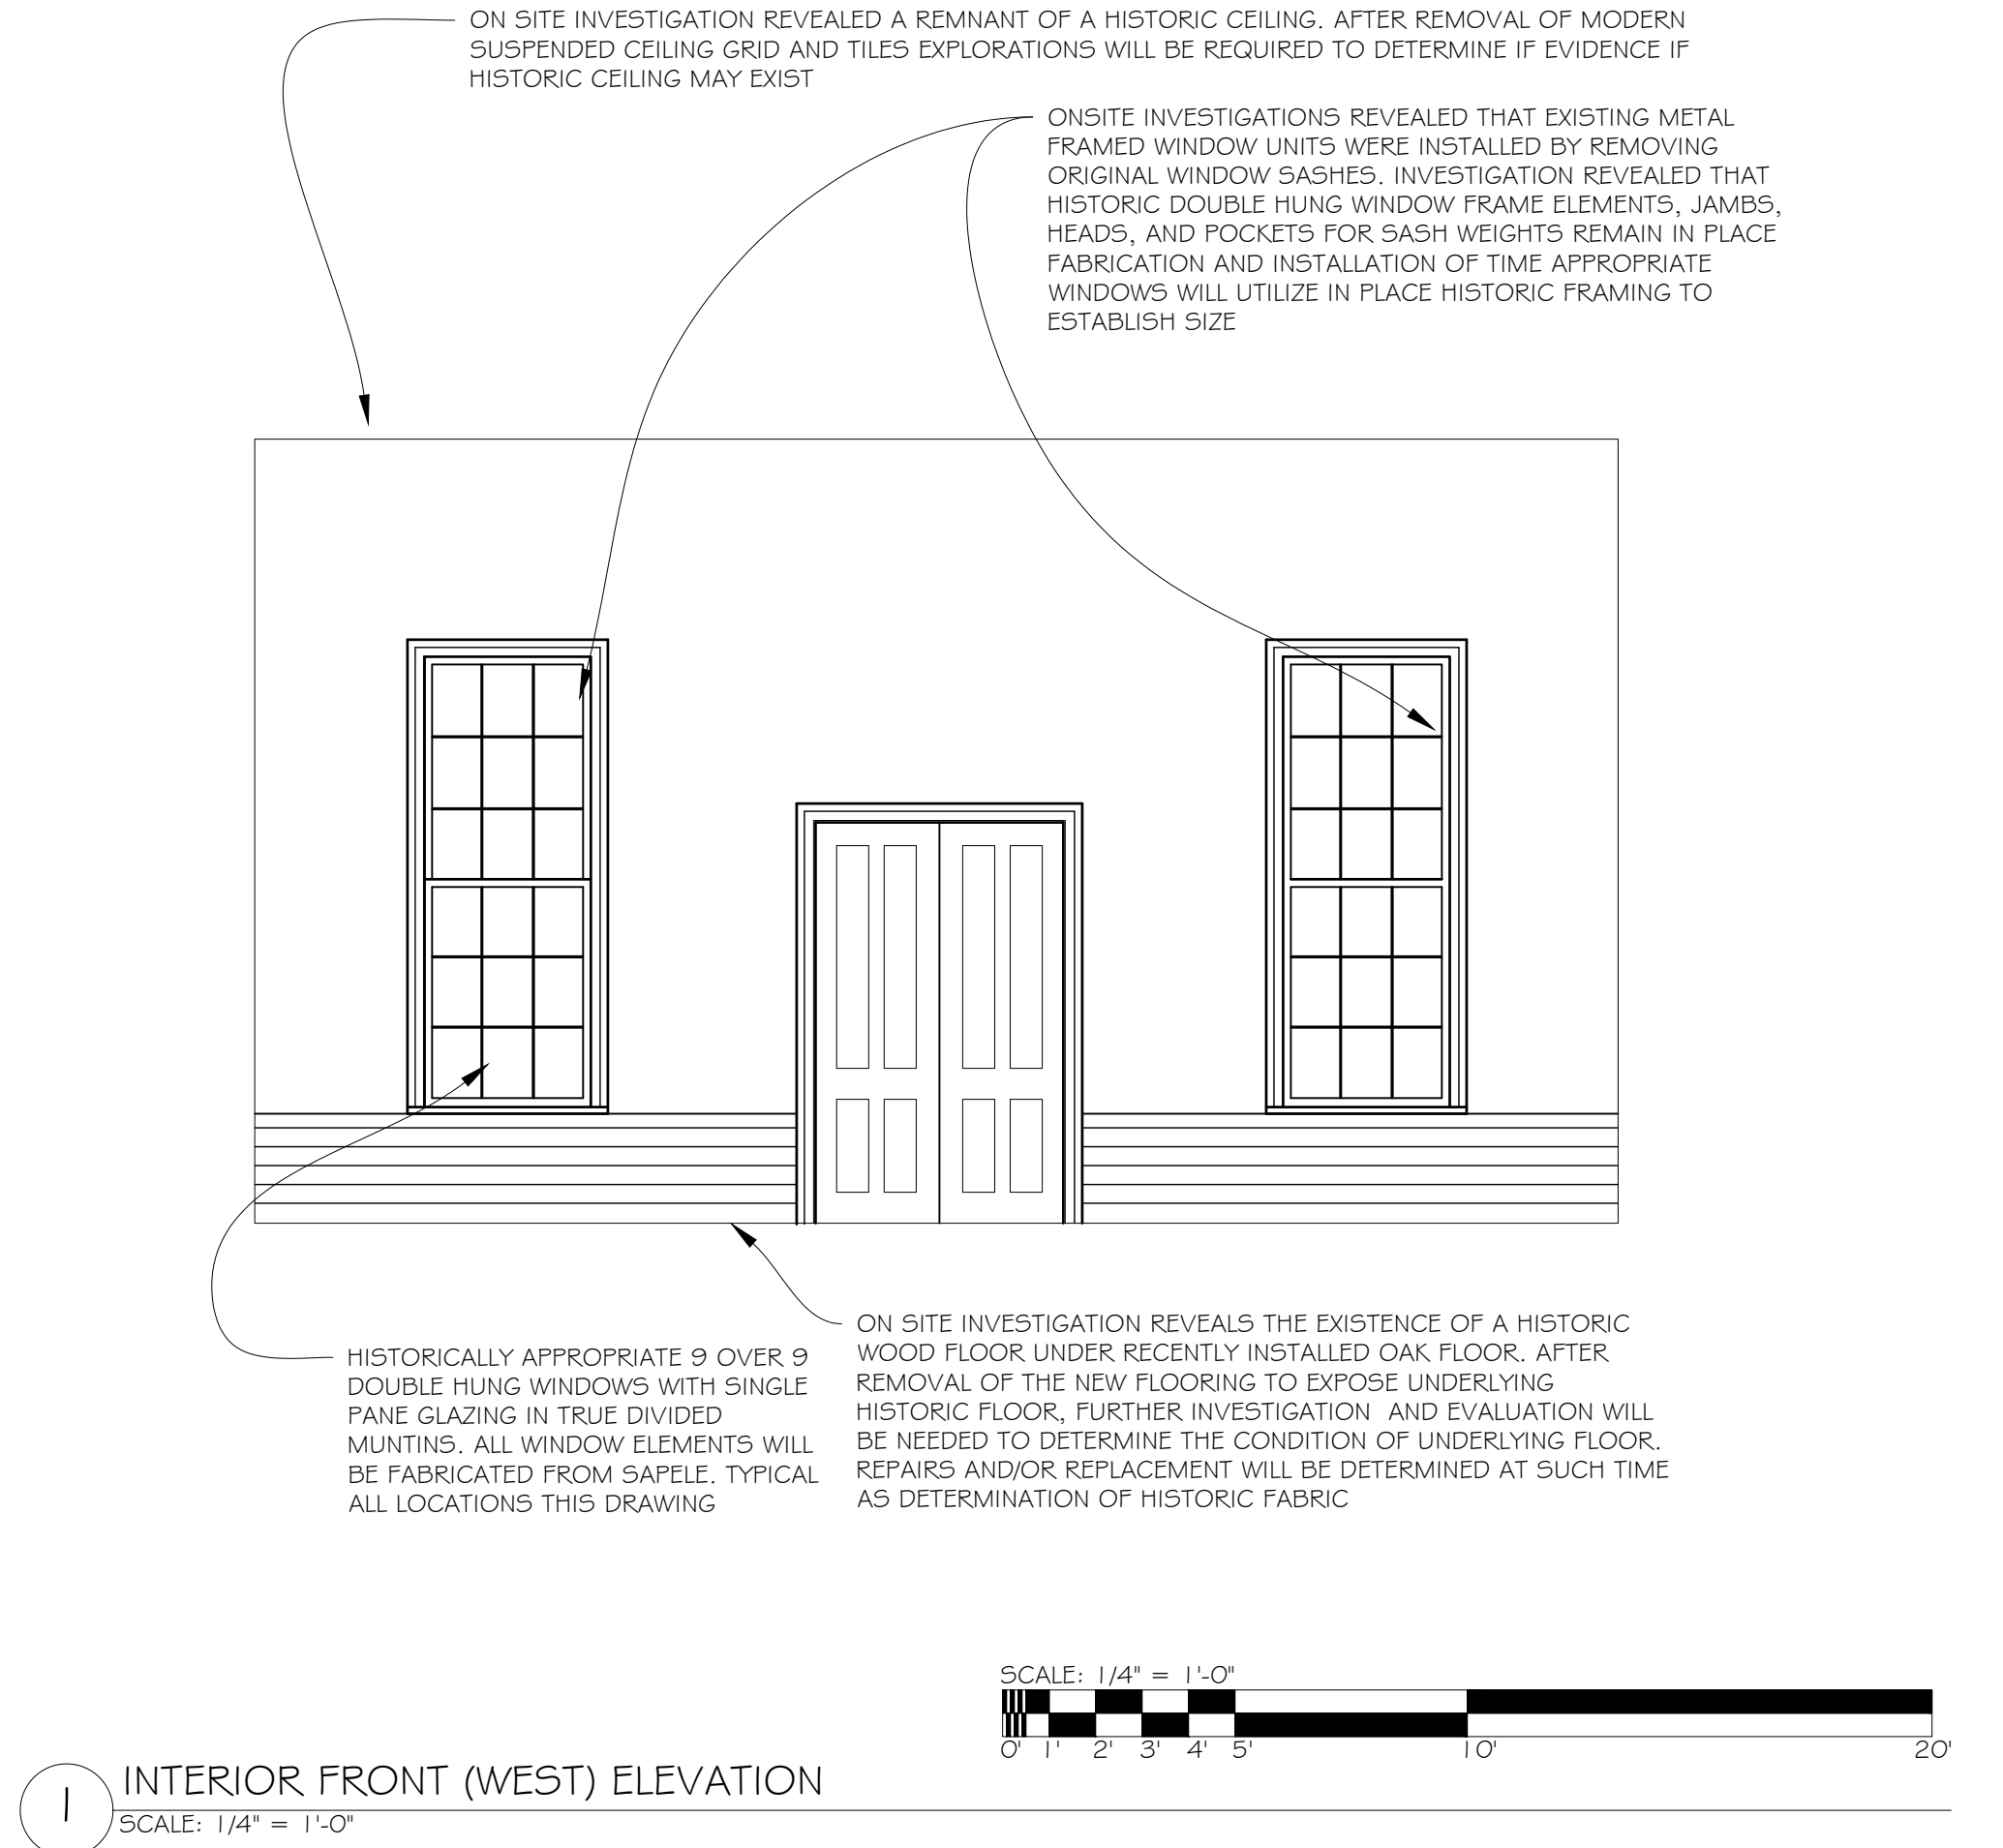 ON SITE INVESTIGATION REVEALED A REMNANT OF A HISTORIC CEILING. AFTER REMOVAL OF MODERN
SUSPENDED CEILING GRID AND TILES EXPLORATIONS WILL BE REQUIRED TO DETERMINE IF EVIDENCE IF
HISTORIC CEILING MAY EXIST
ONSITE INVESTIGATIONS REVEALED THAT EXISTING METAL
FRAMED WINDOW UNITS WERE INSTALLED BY REMOVING
ORIGINAL WINDOW SASHES. INVESTIGATION REVEALED THAT
HISTORIC DOUBLE HUNG WINDOW FRAME ELEMENTS, JAMBS,
HEADS, AND POCKETS FOR SASH WEIGHTS REMAIN IN PLACE
FABRICATION AND INSTALLATION OF TIME APPROPRIATE
WINDOWS WILL UTILIZE IN PLACE HISTORIC FRAMING TO
ESTABLISH SIZE
HISTORICALLY APPROPRIATE 9 OVER 9
DOUBLE HUNG WINDOWS WITH SINGLE
PANE GLAZING IN TRUE DIVIDED
MUNTINS. ALL WINDOW ELEMENTS WILL
BE FABRICATED FROM SAPELE. TYPICAL
ALL LOCATIONS THIS DRAWING
ON SITE INVESTIGATION REVEALS THE EXISTENCE OF A HISTORIC
WOOD FLOOR UNDER RECENTLY INSTALLED OAK FLOOR. AFTER
REMOVAL OF THE NEW FLOORING TO EXPOSE UNDERLYING
HISTORIC FLOOR, FURTHER INVESTIGATION  AND EVALUATION WILL
BE NEEDED TO DETERMINE THE CONDITION OF UNDERLYING FLOOR.
REPAIRS AND/OR REPLACEMENT WILL BE DETERMINED AT SUCH TIME
AS DETERMINATION OF HISTORIC FABRIC
SCALE: 1/4" = 1'-0"
0' 1' 2' 3' 4' 5' 10' 20'
1 INTERIOR FRONT (WEST) ELEVATION
SCALE: 1/4" = 1'-0"